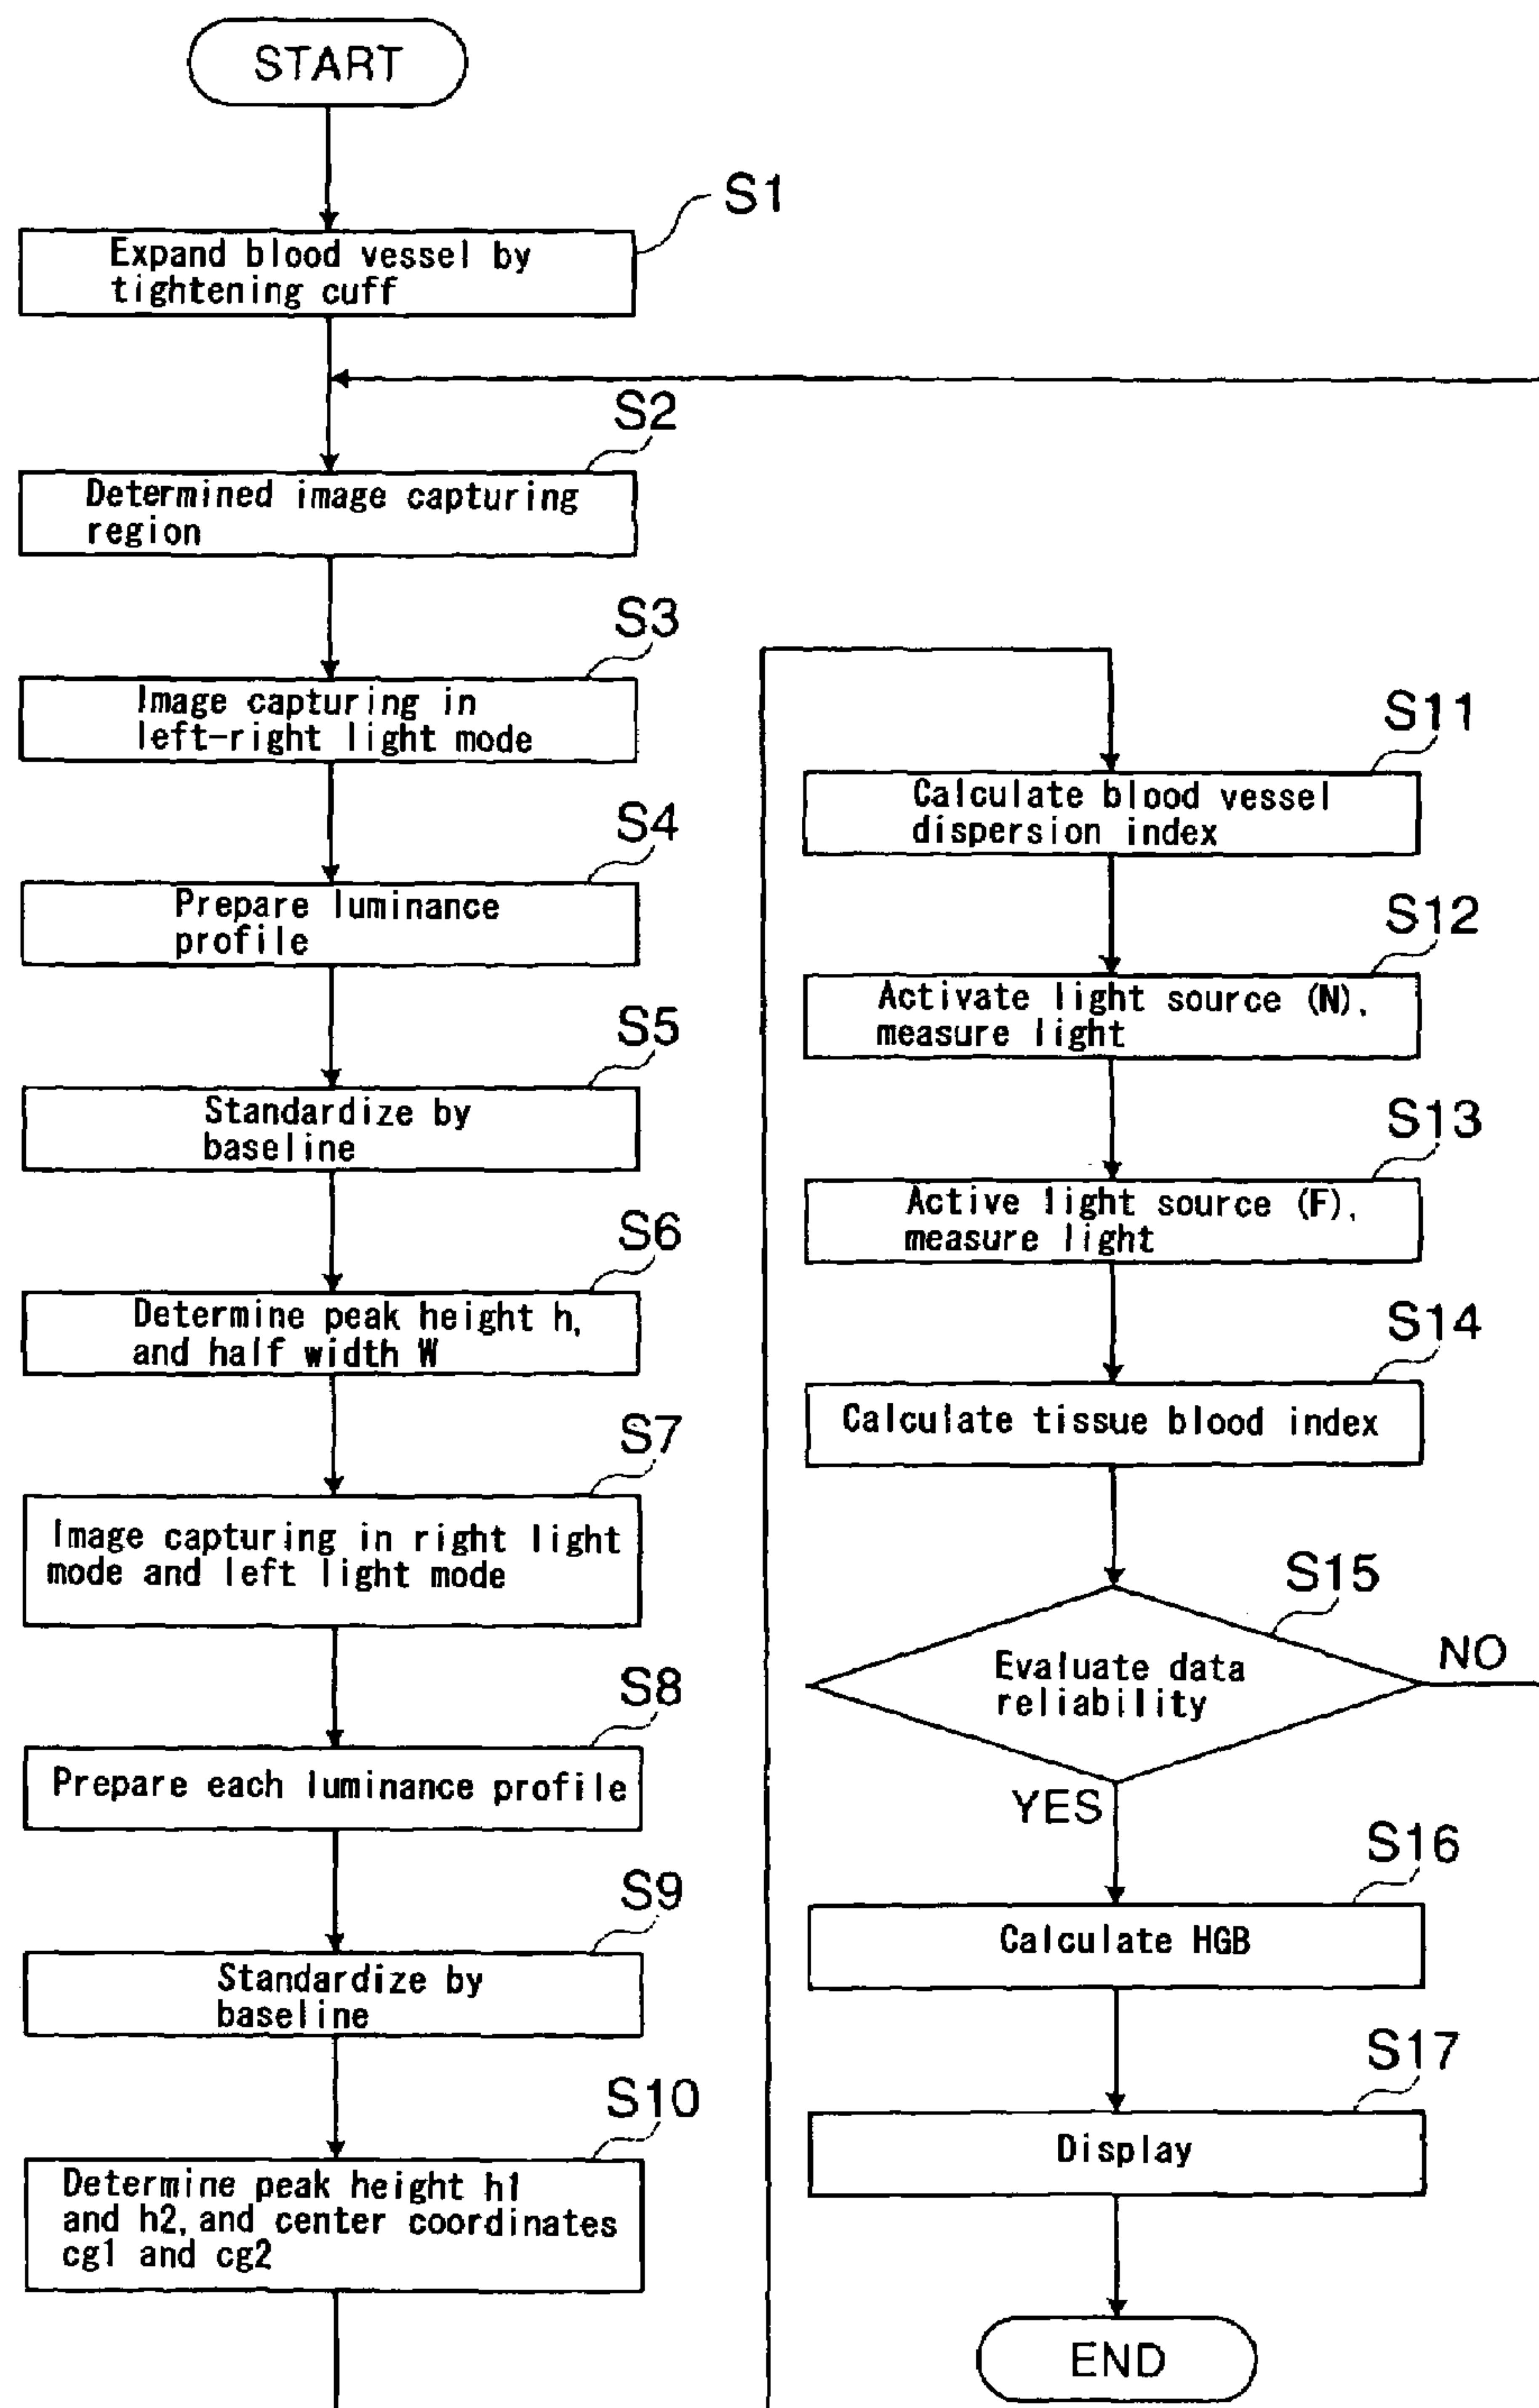 START
S1
Expand blood vessel by
tightening cuff
S2
Determined image capturing
region
S3
Image capturing in
left-right light mode
S4
Prepare luminance
profile
S5
Standardize by
baseline
S6
Determine peak height h,
and half width W
S7
Image capturing in right light
mode and left light mode
S8
Prepare each luminance profile
S9
Standardize by
baseline
S10
Determine peak height h1
and h2, and center coordinates
cg1 and cg2
S11
Calculate blood vessel
dispersion index
S12
Activate light source (N),
measure light
S13
Active light source (F),
measure light
S14
Calculate tissue blood index
S15
Evaluate data
reliability
NO
YES
S16
Calculate HGB
S17
Display
END